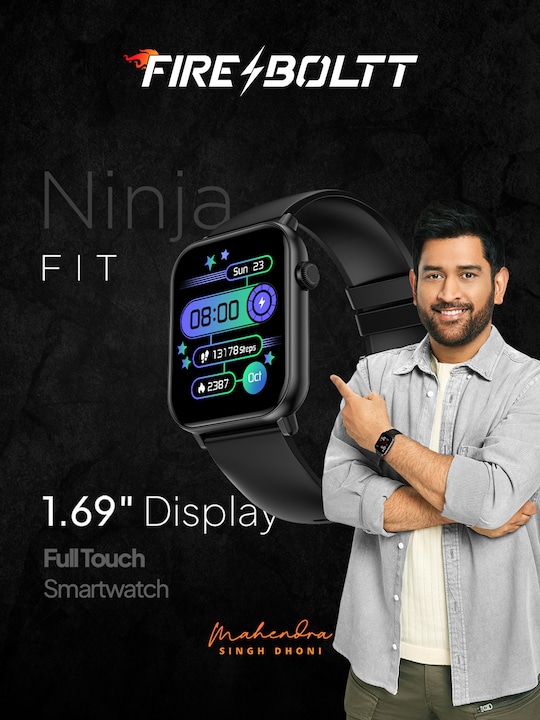 FIRE BOLTT
Ninja
FIT
Sun 23
08:00
13178 Steps
2387
Oct
1.69" Display
Full Touch
Smartwatch
Mahendra
SINGH DHONI